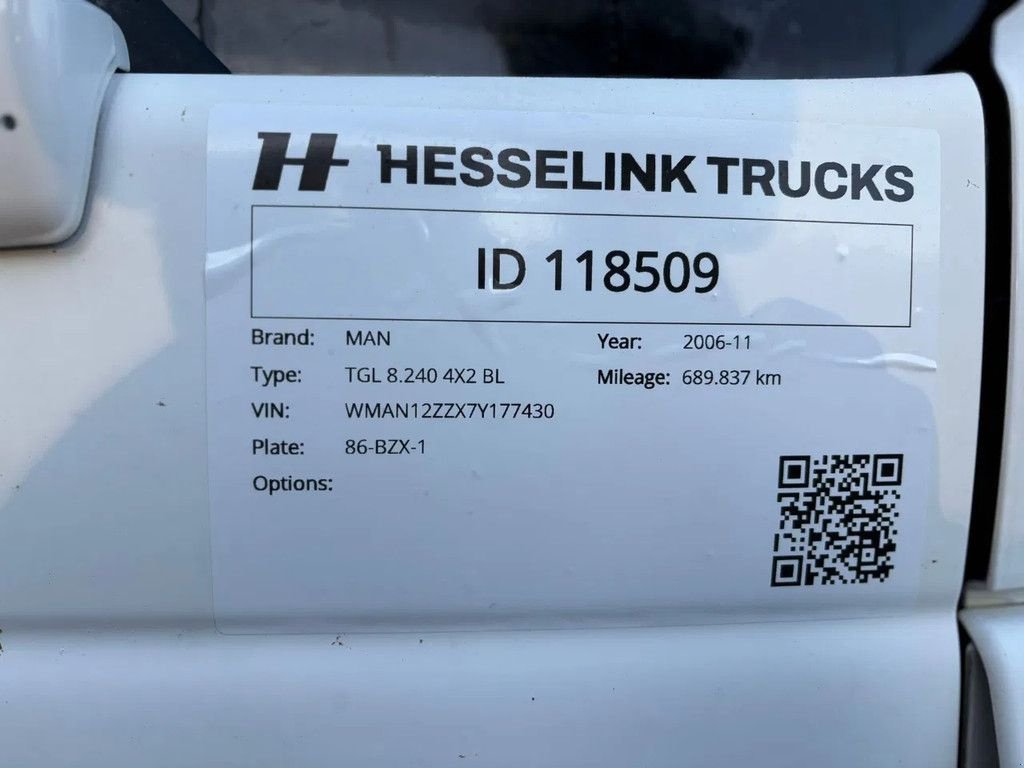 H HESSELINK TRUCKS
ID 118509
Brand: MAN Year: 2006-11
Type: TGL 8.240 4X2 BL Mileage: 689.837 km
VIN: WMAN12ZZX7Y177430
Plate: 86-BZX-1
Options: